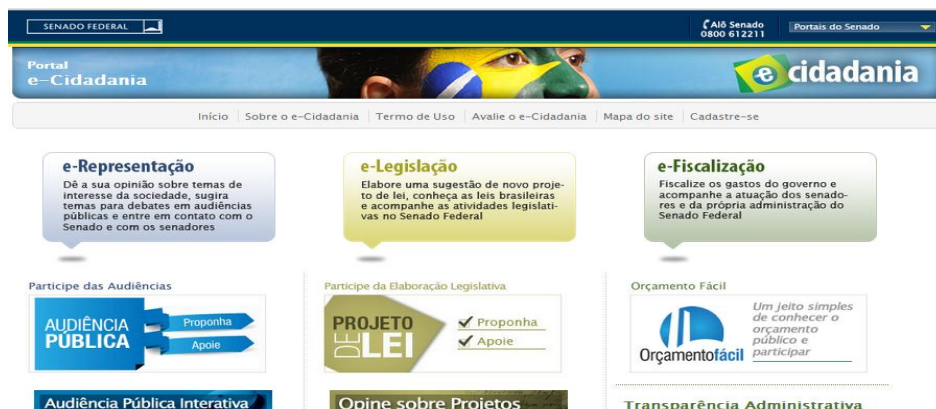 SENADO FEDERAL
Alô Senado
0800 612211
Portais do Senado
Portal
e-Cidadania
e cidadania
Início Sobre o e-Cidadania Termo de Uso Avalie o e-Cidadania Mapa do site Cadastre-se
e-Representação
Dê a sua opinião sobre temas de
interesse da sociedade, sugira
temas para debates em audiências
públicas e entre em contato com o
Senado e com os senadores
e-Legislação
Elabore uma sugestão de novo proje-
to de lei, conheça as leis brasileiras
e acompanhe as atividades legislati-
vas no Senado Federal
e-Fiscalização
Fiscalize os gastos do governo e
acompanhe a atuação dos senado-
res e da própria administração do
Senado Federal
Participe das Audiências
AUDIÊNCIA
PÚBLICA
Proponha
Apoie
Participe da Elaboração Legislativa
PROJETO
DE LEI
Proponha
Apoie
Orçamento Fácil
Orçamentofácil
Um jeito simples
de conhecer o
orçamento
público e
participar
Audiência Pública Interativa
Opine sobre Projetos
Transparência Administrativa